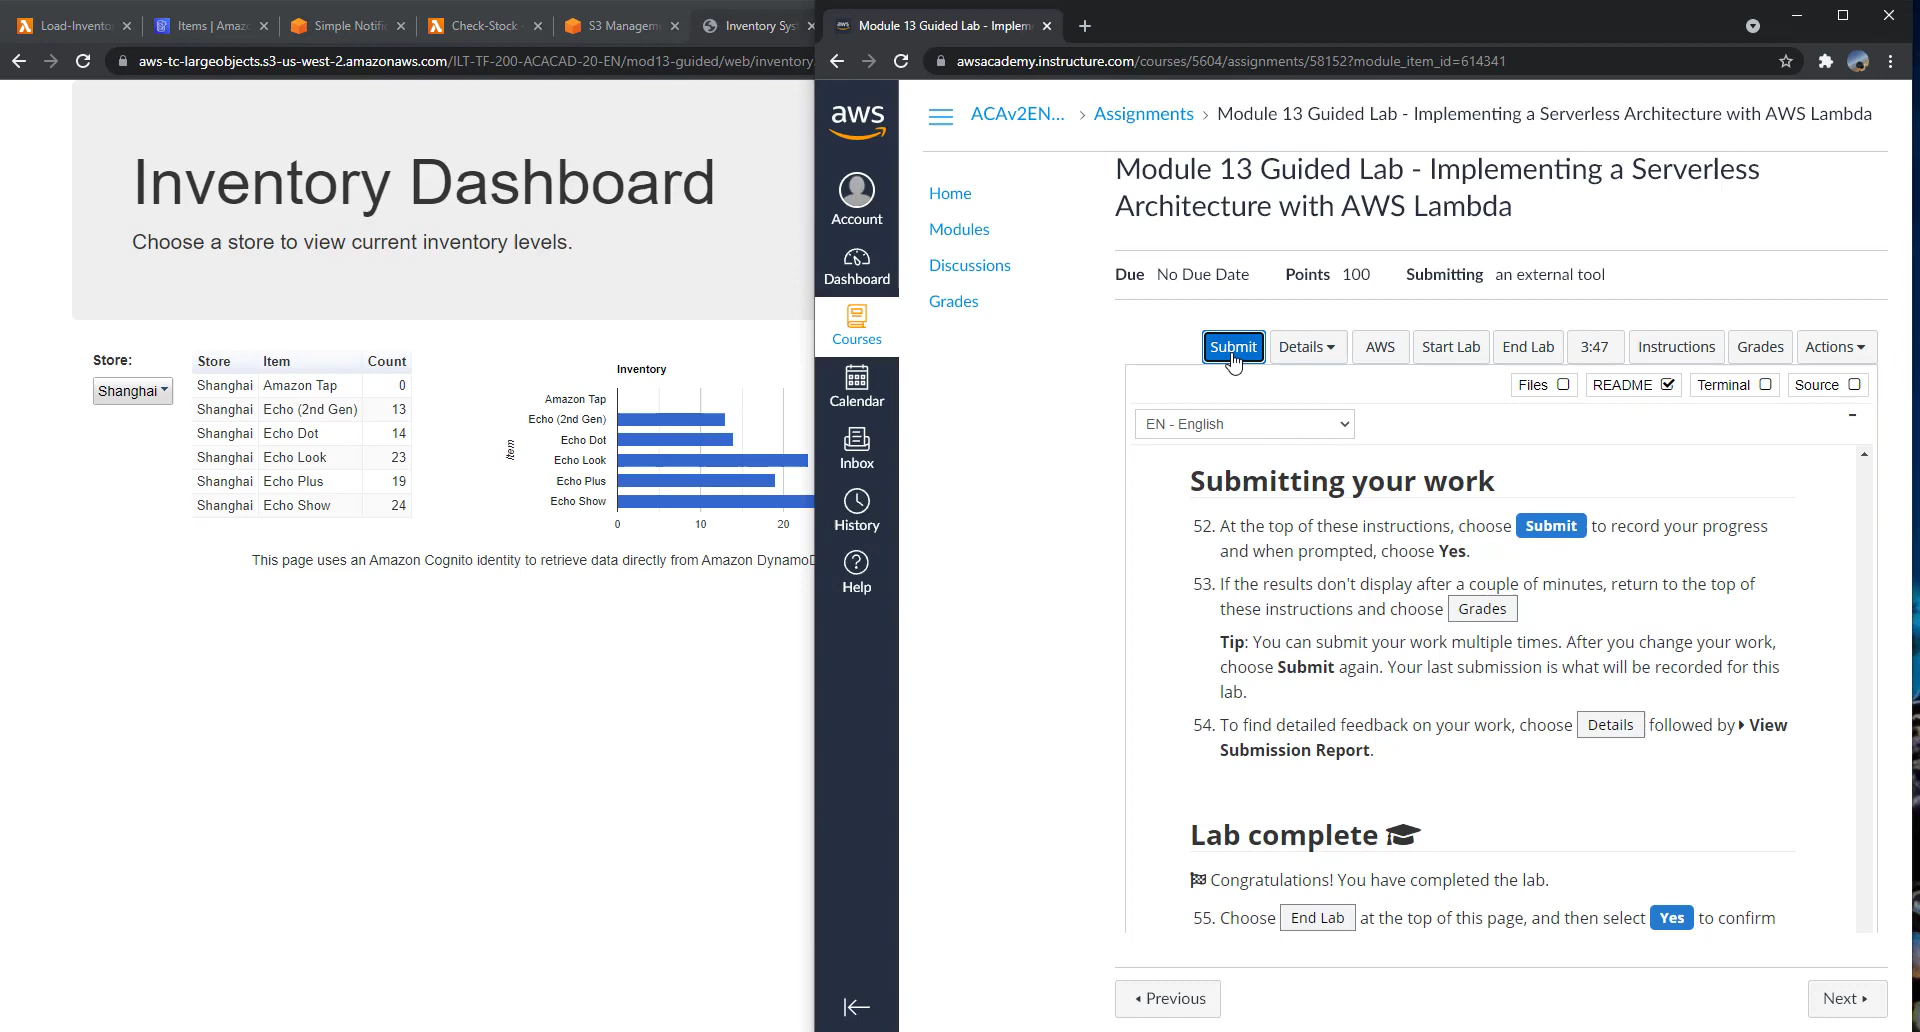 Load-Invento
Items | Amaz
Simple Notifi
Check-Stock
S3 Managem
Inventory Sys
aws-tc-largeobjects.s3-us-west-2.amazonaws.com/ILT-TF-200-ACACAD-20-EN/mod13-guided/web/inventory.
Inventory Dashboard
Choose a store to view current inventory levels.
Store:
Shanghai
Store Item Count
Shanghai Amazon Tap 0
Shanghai Echo (2nd Gen) 13
Shanghai Echo Dot 14
Shanghai Echo Look 23
Shanghai Echo Plus 19
Shanghai Echo Show 24
Inventory
Item
Amazon Tap
Echo (2nd Gen)
Echo Dot
Echo Look
Echo Plus
Echo Show
0 10 20
This page uses an Amazon Cognito identity to retrieve data directly from Amazon DynamoD
Module 13 Guided Lab - Implem
awsacademy.instructure.com/courses/5604/assignments/58152?module_item_id=614341
aws
Account
Dashboard
Courses
Calendar
Inbox
History
Help
ACAv2EN... > Assignments > Module 13 Guided Lab - Implementing a Serverless Architecture with AWS Lambda
Home
Modules
Discussions
Grades
Module 13 Guided Lab - Implementing a Serverless
Architecture with AWS Lambda
Due No Due Date Points 100 Submitting an external tool
Submit Details AWS Start Lab End Lab 3:47 Instructions Grades Actions
Files README Terminal Source
EN - English
Submitting your work
52. At the top of these instructions, choose Submit to record your progress
and when prompted, choose Yes.
53. If the results don't display after a couple of minutes, return to the top of
these instructions and choose Grades
Tip: You can submit your work multiple times. After you change your work,
choose Submit again. Your last submission is what will be recorded for this
lab.
54. To find detailed feedback on your work, choose Details followed by View
Submission Report.
Lab complete
Congratulations! You have completed the lab.
55. Choose End Lab at the top of this page, and then select Yes to confirm
Previous
Next